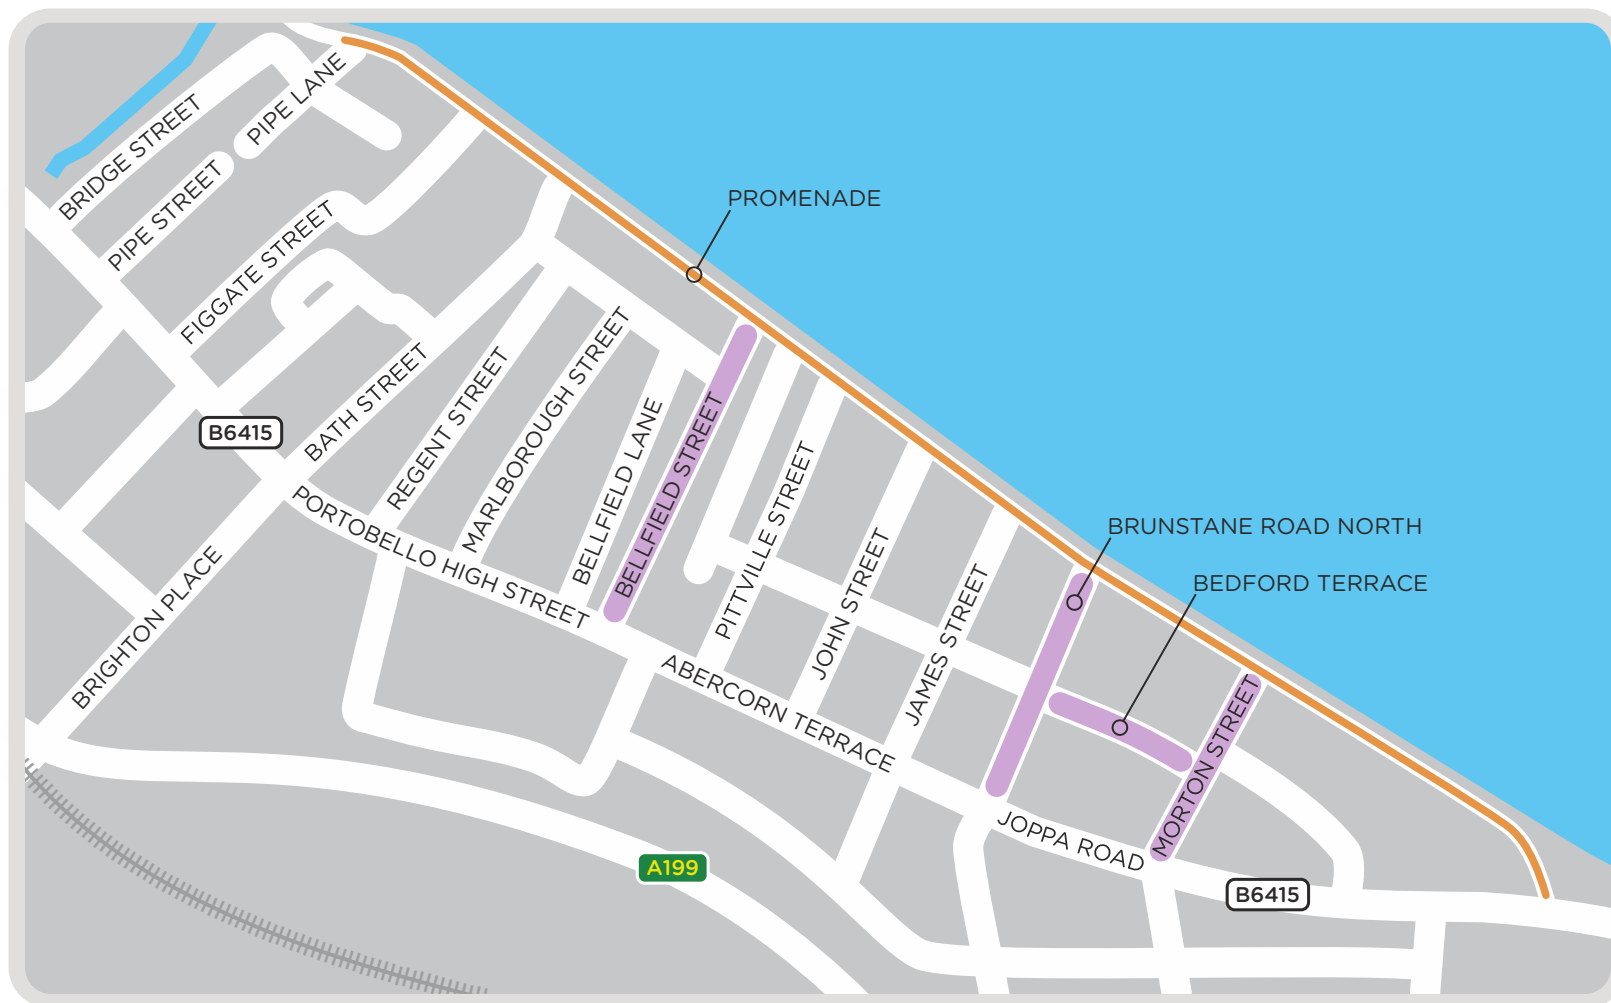 PIPE LANE
BRIDGE STREET
PIPE STREET
PROMENADE
FIGGATE STREET
MARLBOROUGH STREET
BATH STREET
REGENT STREET
B6415
BELLFIELD LANE
BELLFIELD STREET
PITTVILLE STREET
PORTOBELLO HIGH STREET
JOHN STREET
BRUNSTANE ROAD NORTH
BRIGHTON PLACE
JAMES STREET
BEDFORD TERRACE
ABERCORN TERRACE
MORTON STREET
JOPPA ROAD
A199
B6415